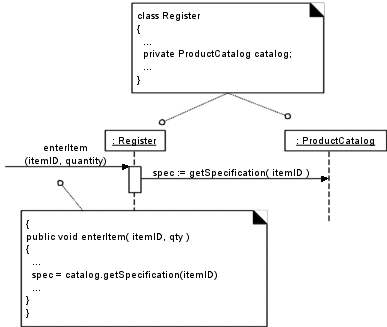 class Register
{
...
private ProductCatalog catalog;
...
}
: Register
: ProductCatalog
enterItem
(itemID, quantity)
spec := getSpecification( itemID )
{
public void enterItem( itemID, qty )
{
...
spec = catalog.getSpecification(itemID)
...
}
}